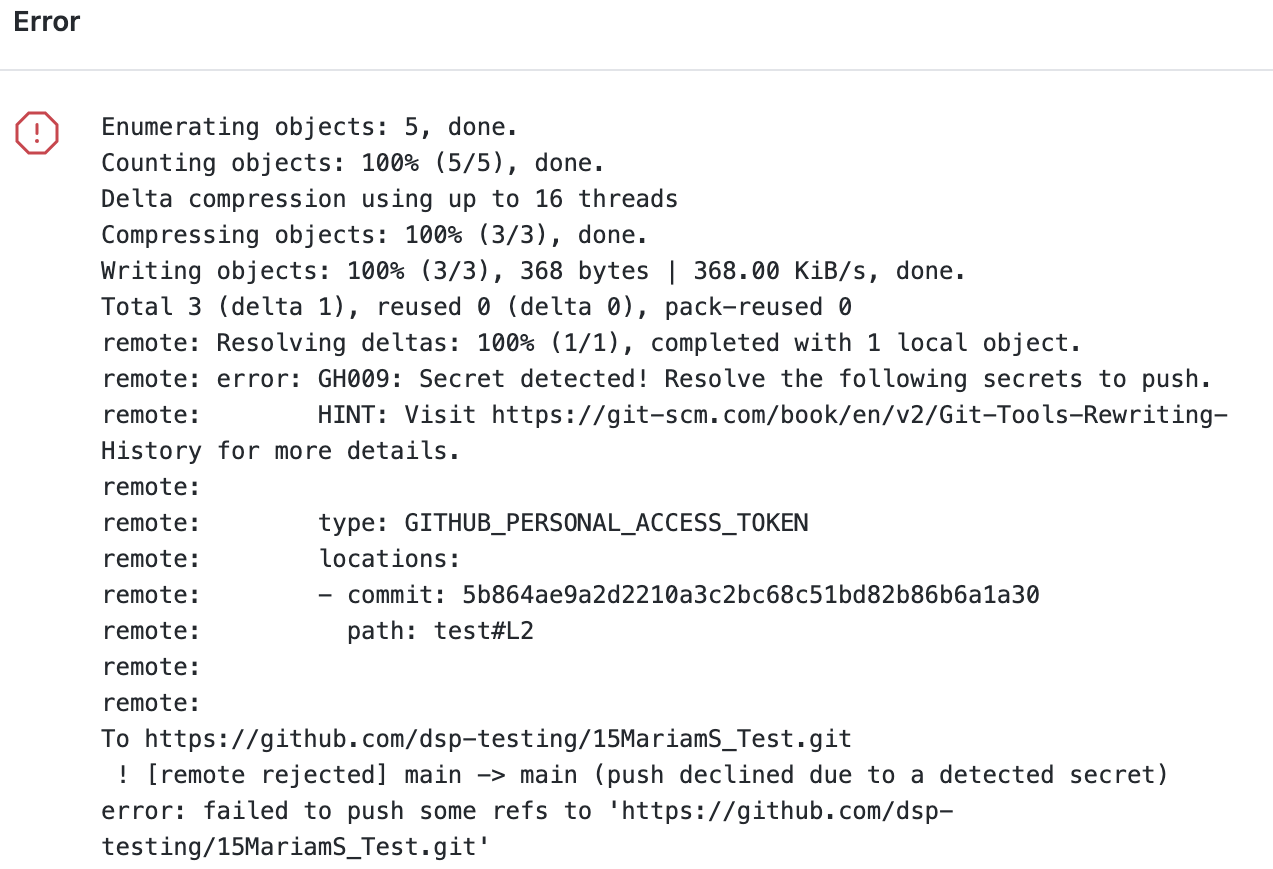 Error
Enumerating objects: 5, done.
Counting objects: 100% (5/5), done.
Delta compression using up to 16 threads
Compressing objects: 100% (3/3), done.
Writing objects: 100% (3/3), 368 bytes | 368.00 KiB/s, done.
Total 3 (delta 1), reused 0 (delta 0), pack-reused 0
remote: Resolving deltas: 100% (1/1), completed with 1 local object.
remote: error: GH009: Secret detected! Resolve the following secrets to push.
remote:        HINT: Visit https://git-scm.com/book/en/v2/Git-Tools-Rewriting-
History for more details.
remote:
remote:        type: GITHUB_PERSONAL_ACCESS_TOKEN
remote:        locations:
remote:        - commit: 5b864ae9a2d2210a3c2bc68c51bd82b86b6a1a30
remote:          path: test#L2
remote:
remote:
To https://github.com/dsp-testing/15MariamS_Test.git
 ! [remote rejected] main -> main (push declined due to a detected secret)
error: failed to push some refs to 'https://github.com/dsp-
testing/15MariamS_Test.git'